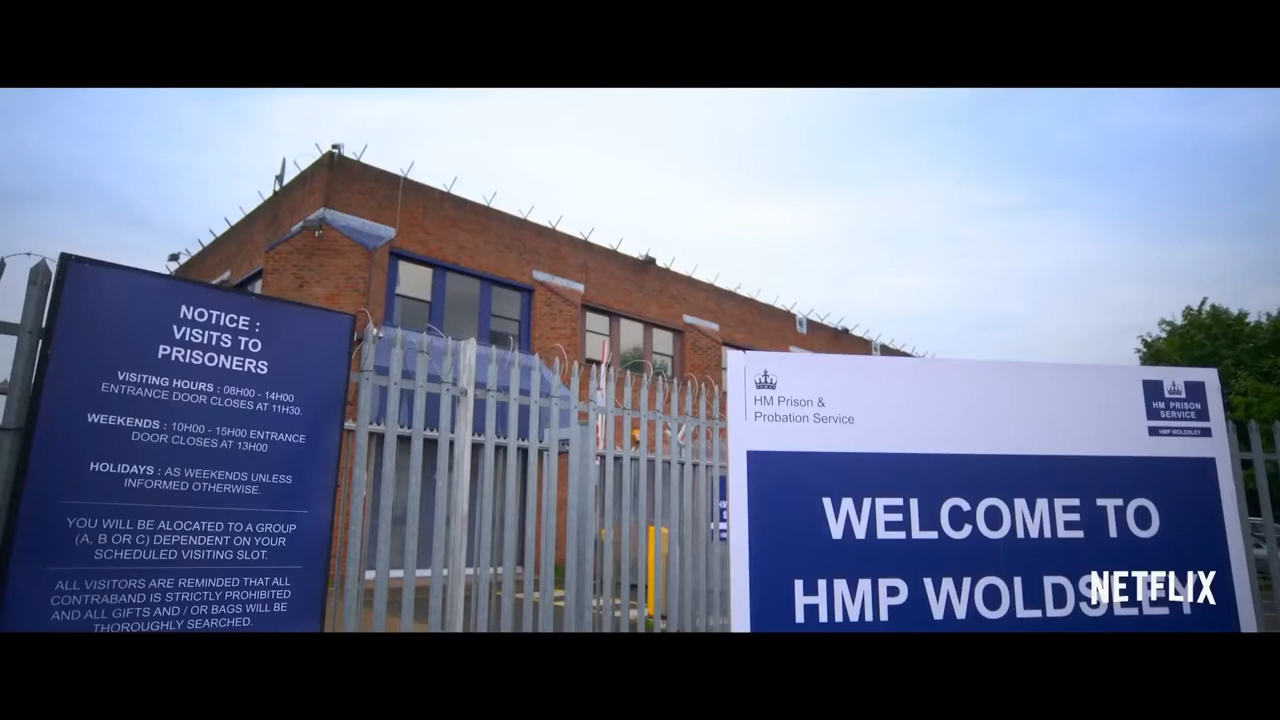 NOTICE :
VISITS TO
PRISONERS
VISITING HOURS : 08H00 - 14H00
ENTRANCE DOOR CLOSES AT 11H30.
WEEKENDS : 10H00 - 15H00 ENTRANCE
DOOR CLOSES AT 13H00
HOLIDAYS : AS WEEKENDS UNLESS
INFORMED OTHERWISE.
YOU WILL BE ALOCATED TO A GROUP
(A, B OR C) DEPENDENT ON YOUR
SCHEDULED VISITING SLOT.
ALL VISITORS ARE REMINDED THAT ALL
CONTRABAND IS STRICTLY PROHIBITED
AND ALL GIFTS AND / OR BAGS WILL BE
THOROUGHLY SEARCHED.
HM Prison &
Probation Service
HM PRISON
SERVICE
HMP WOLDSLEY
WELCOME TO
HMP WOLDSLEY
NETFLIX